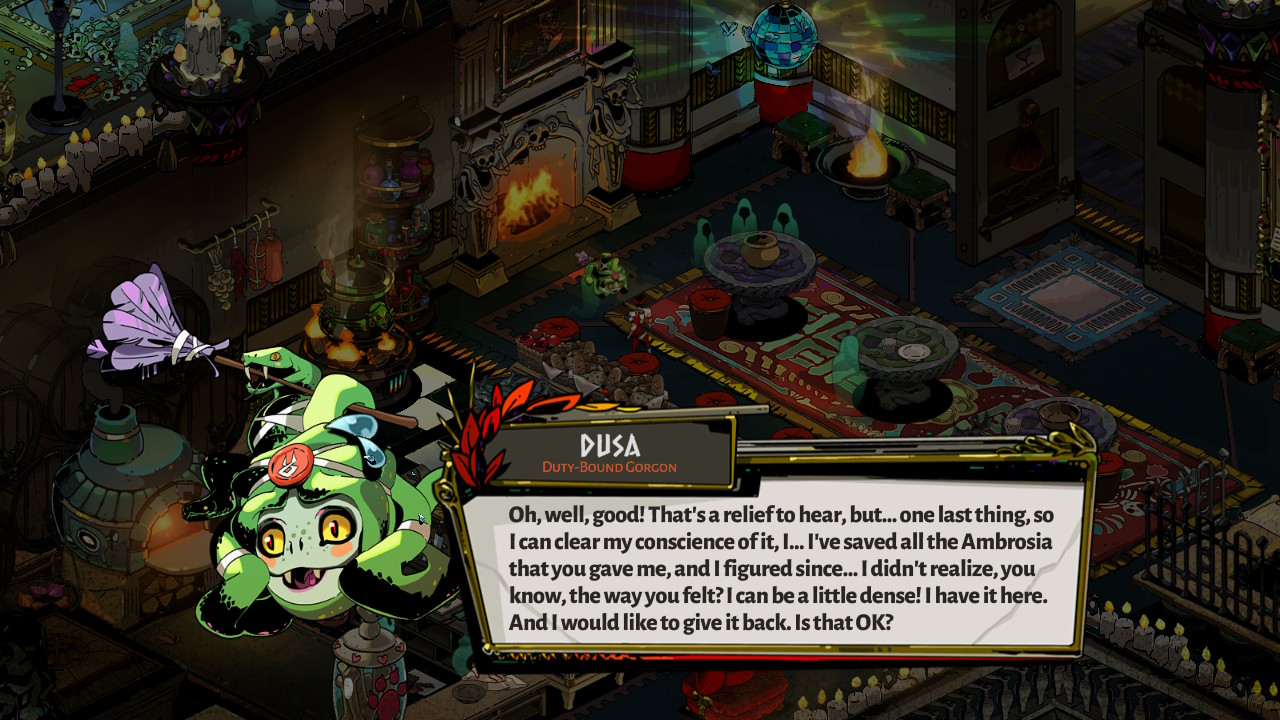 DUSA
Duty-Bound Gorgon
Oh, well, good! That's a relief to hear, but... one last thing, so
I can clear my conscience of it, I... I've saved all the Ambrosia
that you gave me, and I figured since... I didn't realize, you
know, the way you felt? I can be a little dense! I have it here.
And I would like to give it back. Is that OK?